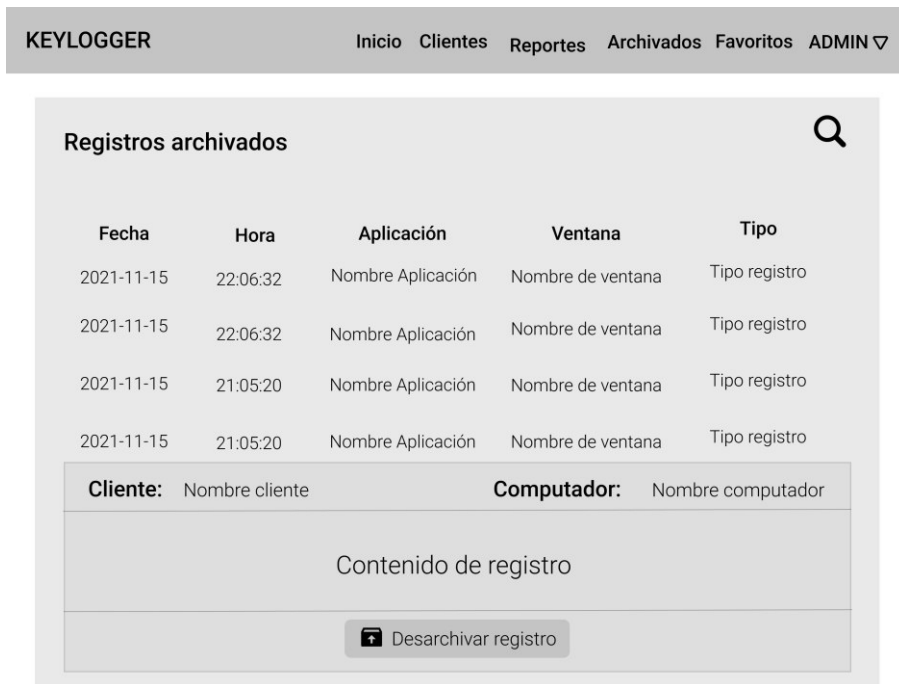 KEYLOGGER Inicio Clientes Reportes Archivados Favoritos ADMIN
Registros archivados
Fecha Hora Aplicación Ventana Tipo
2021-11-15 22:06:32 Nombre Aplicación Nombre de ventana Tipo registro
2021-11-15 22:06:32 Nombre Aplicación Nombre de ventana Tipo registro
2021-11-15 21:05:20 Nombre Aplicación Nombre de ventana Tipo registro
2021-11-15 21:05:20 Nombre Aplicación Nombre de ventana Tipo registro
Cliente: Nombre cliente Computador: Nombre computador
Contenido de registro
Desarchivar registro